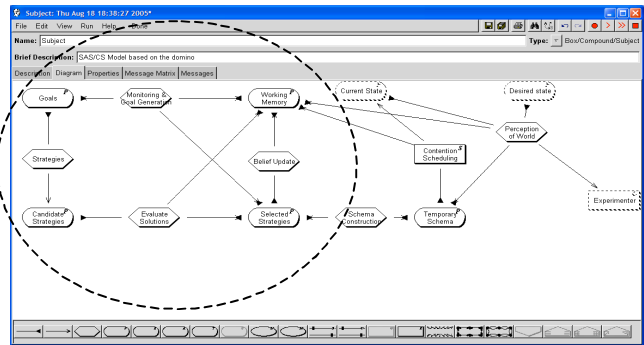 Subject: Thu Aug 18 18:38:27 2005*
File Edit View Run Help Done
Name: Subject
Type: Box/Compound/Subject
Brief Description: SAS/CS Model based on the domino
Description Diagram Properties Message Matrix Messages
Goals
Monitoring &
Goal Generation
Working
Memory
Current State
Desired state
Perception
of World
Strategies
Belief Update
Contention
Scheduling
Experimenter
Candidate
Strategies
Evaluate
Solutions
Selected
Strategies
Schema
Construction
Temporary
Schema